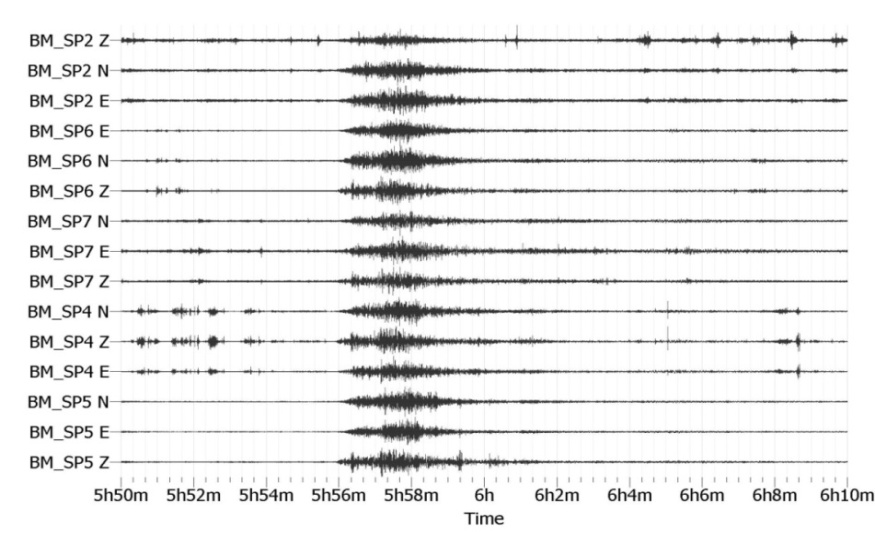 BM_SP2 Z
BM_SP2 N
BM_SP2 E
BM_SP6 E
BM_SP6 N
BM_SP6 Z
BM_SP7 N
BM_SP7 E
BM_SP7 Z
BM_SP4 N
BM_SP4 Z
BM_SP4 E
BM_SP5 N
BM_SP5 E
BM_SP5 Z
5h50m 5h52m 5h54m 5h56m 5h58m 6h 6h2m 6h4m 6h6m 6h8m 6h10m
Time